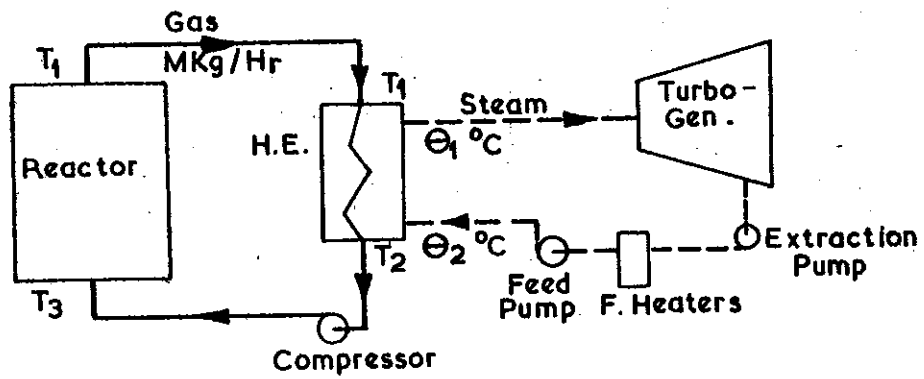 Gas
MKg/Hr
T1
T1
Steam
Turbo-
Gen.
H.E.
Θ1 °C
Reactor
T2
Θ2 °C
Extraction
Pump
Feed
Pump
F. Heaters
T3
Compressor